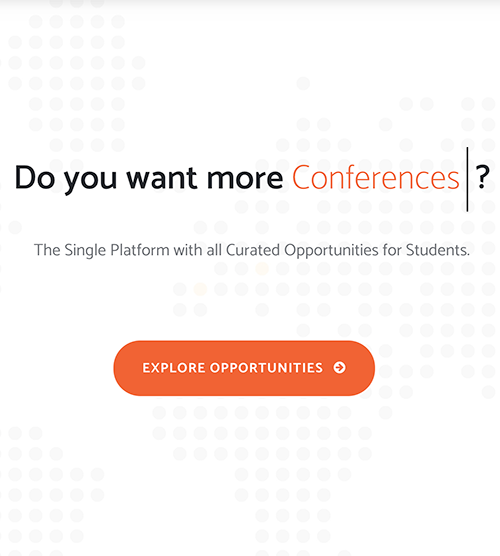 Do you want more Conferences ?
The Single Platform with all Curated Opportunities for Students.
EXPLORE OPPORTUNITIES